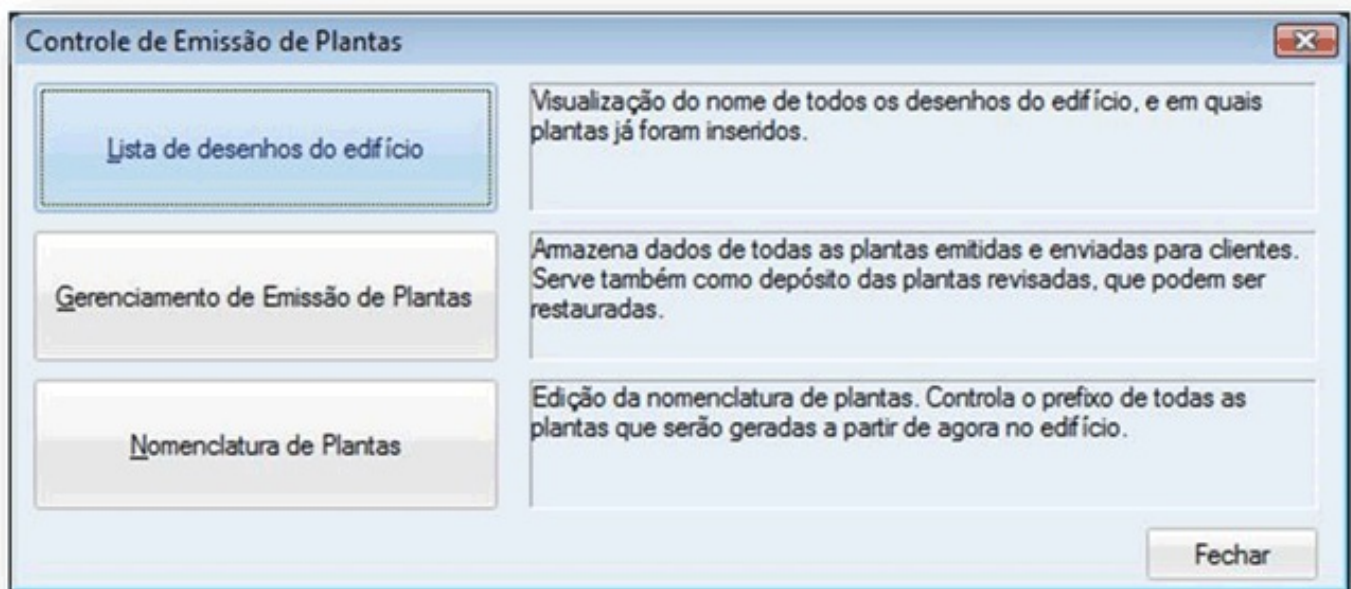 Controle de Emissão de Plantas
Lista de desenhos do edifício
Visualização do nome de todos os desenhos do edifício, e em quais
plantas já foram inseridos.
Gerenciamento de Emissão de Plantas
Armazena dados de todas as plantas emitidas e enviadas para clientes.
Serve também como depósito das plantas revisadas, que podem ser
restauradas.
Nomenclatura de Plantas
Edição da nomenclatura de plantas. Controla o prefixo de todas as
plantas que serão geradas a partir de agora no edifício.
Fechar